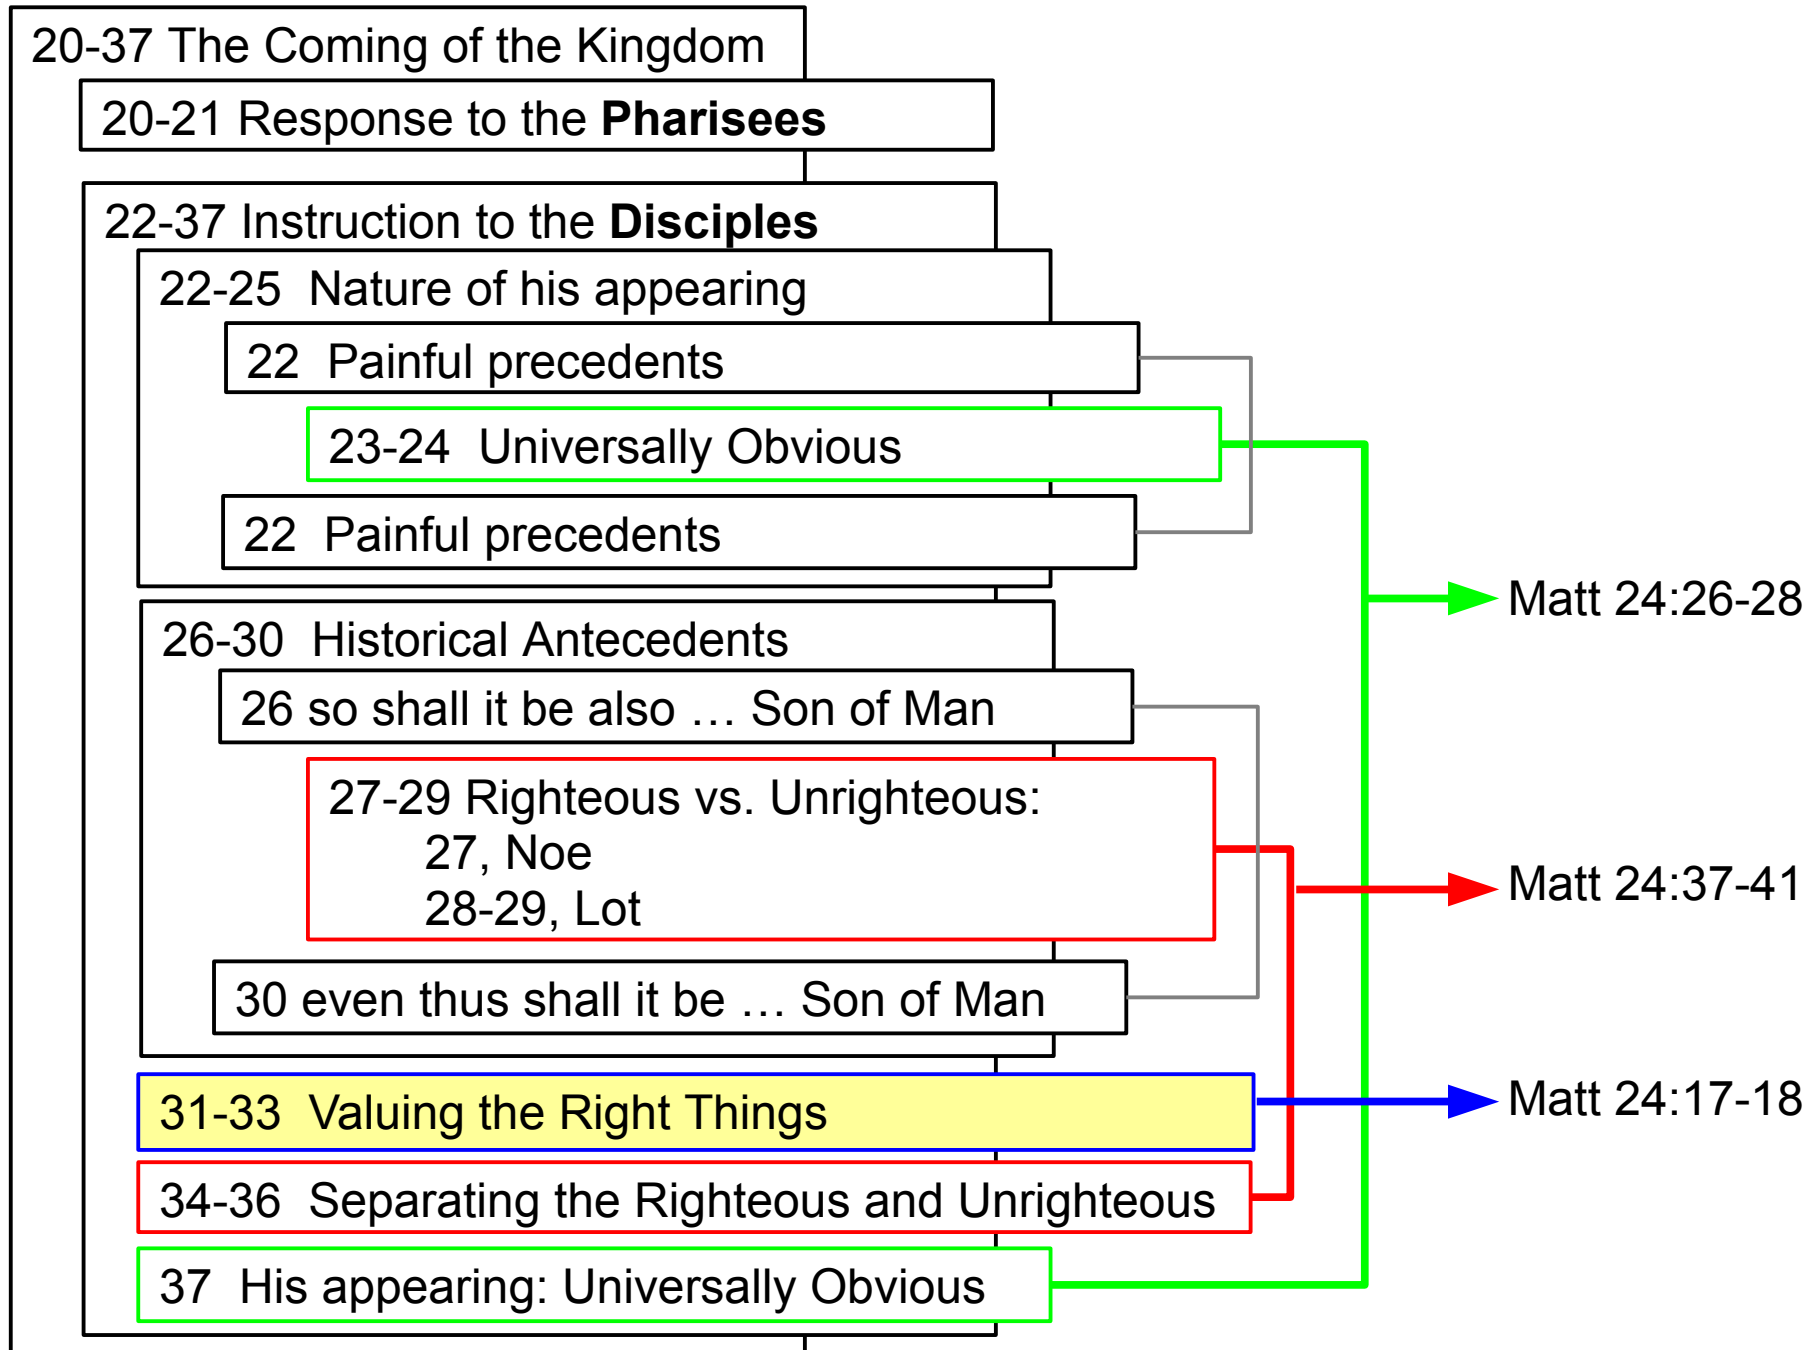 20-37 The Coming of the Kingdom
20-21 Response to the Pharisees
22-37 Instruction to the Disciples
22-25 Nature of his appearing
22 Painful precedents
23-24 Universally Obvious
22 Painful precedents
Matt 24:26-28
26-30 Historical Antecedents
26 so shall it be also … Son of Man
27-29 Righteous vs. Unrighteous:
27, Noe
28-29, Lot
Matt 24:37-41
30 even thus shall it be … Son of Man
31-33 Valuing the Right Things
Matt 24:17-18
34-36 Separating the Righteous and Unrighteous
37 His appearing: Universally Obvious